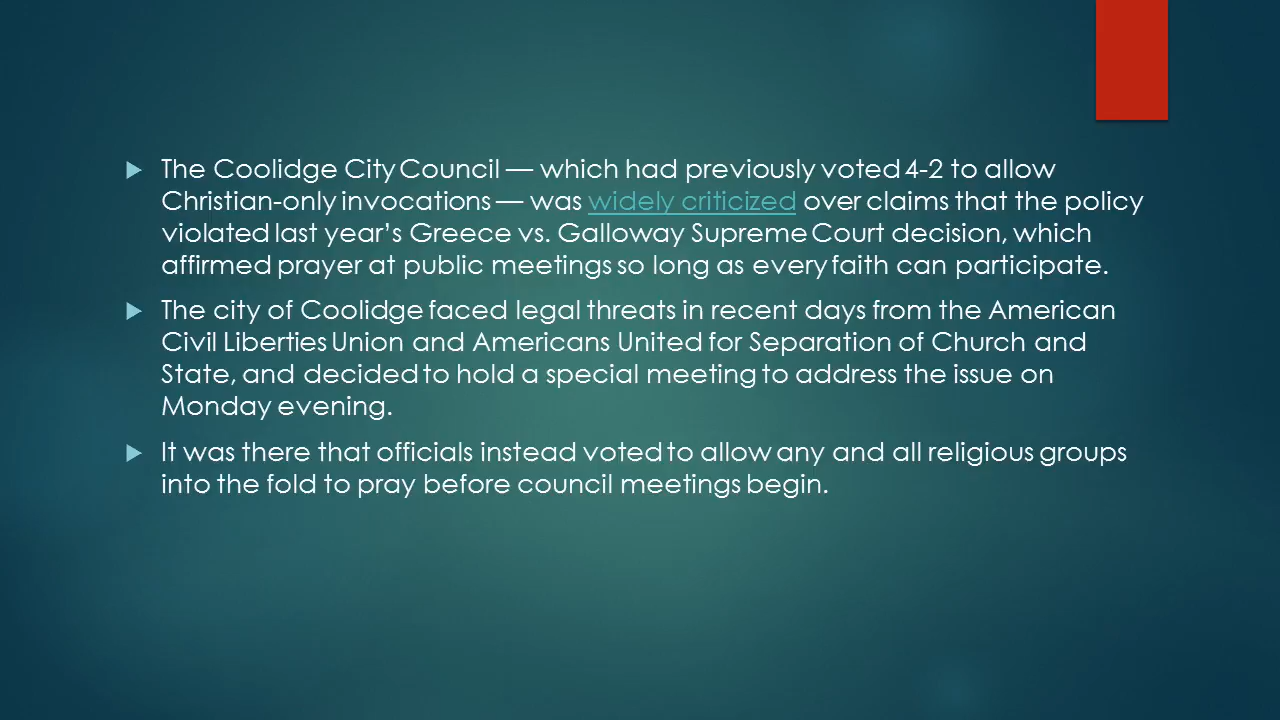 The Coolidge City Council — which had previously voted 4-2 to allow
Christian-only invocations — was widely criticized over claims that the policy
violated last year’s Greece vs. Galloway Supreme Court decision, which
affirmed prayer at public meetings so long as every faith can participate.
The city of Coolidge faced legal threats in recent days from the American
Civil Liberties Union and Americans United for Separation of Church and
State, and decided to hold a special meeting to address the issue on
Monday evening.
It was there that officials instead voted to allow any and all religious groups
into the fold to pray before council meetings begin.